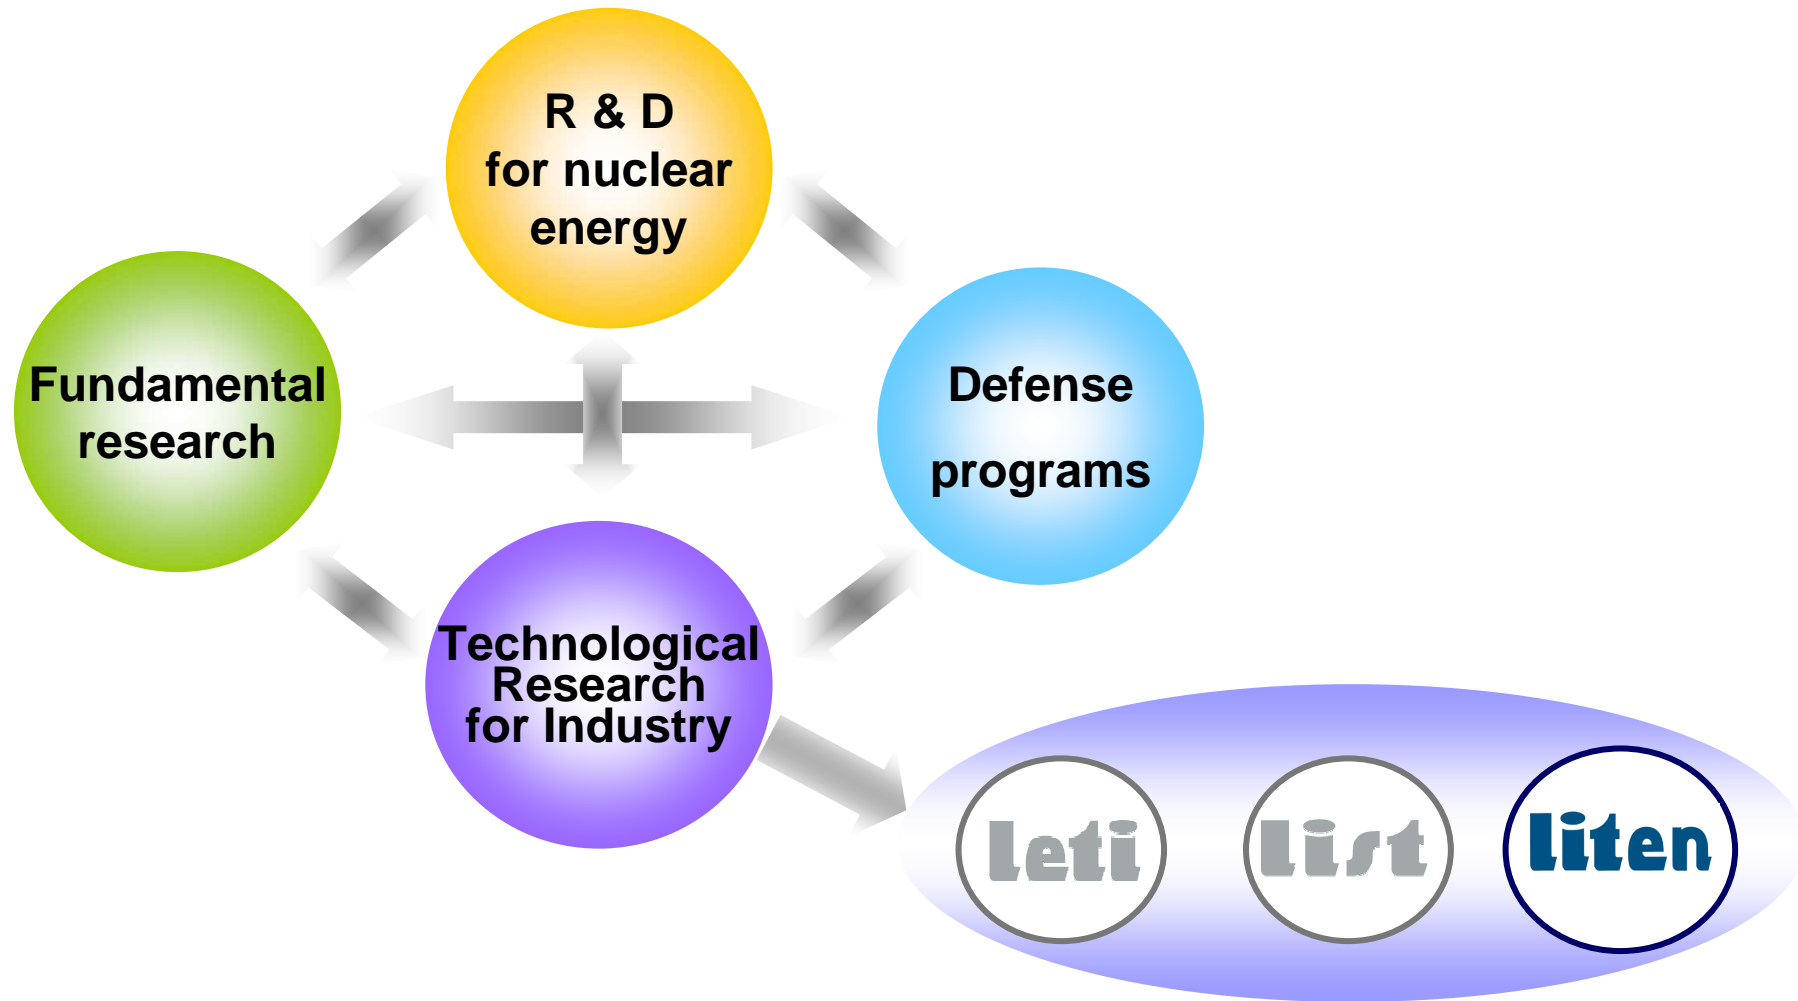 R & D
for nuclear
energy
Fundamental
research
Defense
programs
Technological
Research
for Industry
leti
list
liten